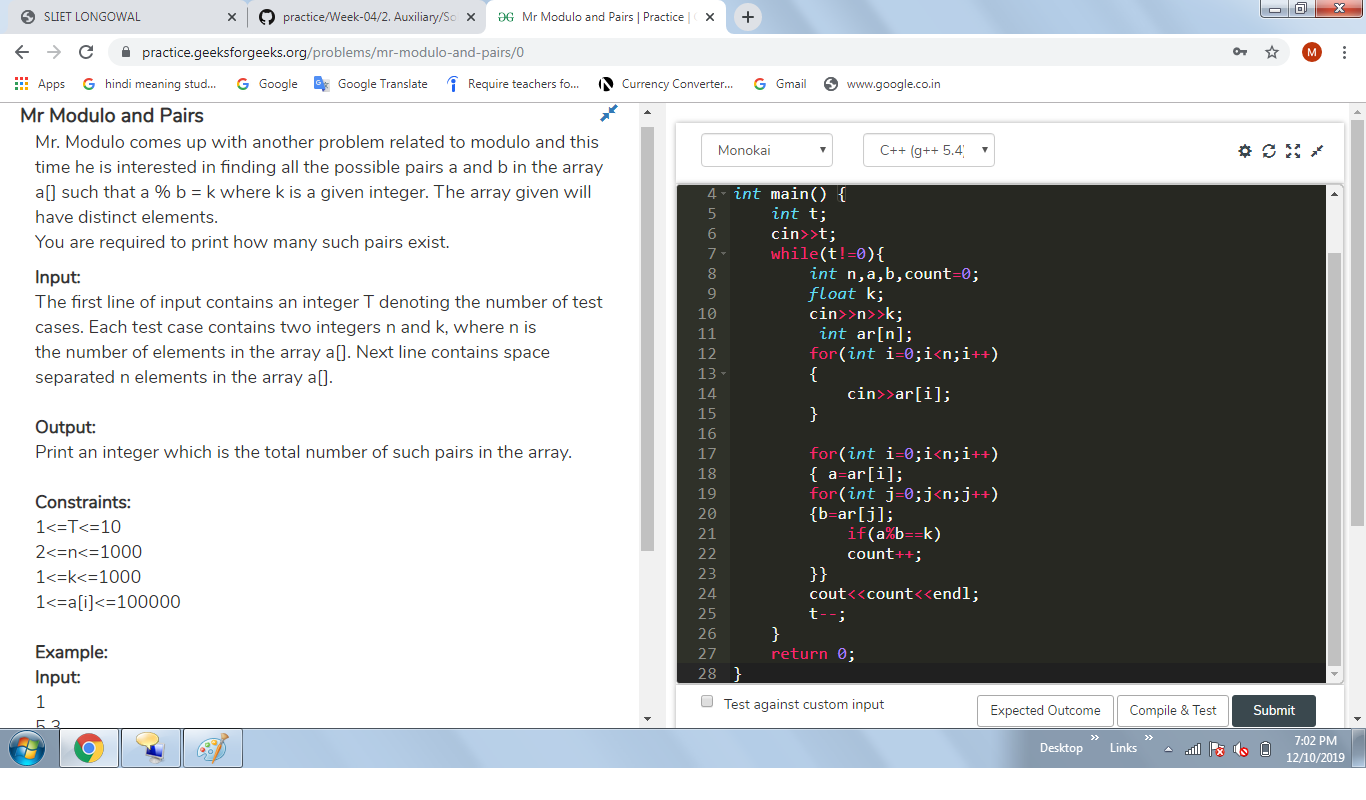 SLIET LONGOWAL
practice/Week-04/2. Auxiliary/So
Mr Modulo and Pairs | Practice |
practice.geeksforgeeks.org/problems/mr-modulo-and-pairs/0
M
Apps
hindi meaning stud...
Google
Google Translate
Require teachers fo...
Currency Converter...
Gmail
www.google.co.in
Mr Modulo and Pairs
Mr. Modulo comes up with another problem related to modulo and this
time he is interested in finding all the possible pairs a and b in the array
a[] such that a % b = k where k is a given integer. The array given will
have distinct elements.
You are required to print how many such pairs exist.
Input:
The first line of input contains an integer T denoting the number of test
cases. Each test case contains two integers n and k, where n is
the number of elements in the array a[]. Next line contains space
separated n elements in the array a[].
Output:
Print an integer which is the total number of such pairs in the array.
Constraints:
1<=T<=10
2<=n<=1000
1<=k<=1000
1<=a[i]<=100000
Example:
Input:
1
5 3
Monokai
C++ (g++ 5.4)
4 int main() {
5 int t;
6 cin>>t;
7 while(t!=0){
8 int n,a,b,count=0;
9 float k;
10 cin>>n>>k;
11 int ar[n];
12 for(int i=0;i<n;i++)
13 {
14 cin>>ar[i];
15 }
16
17 for(int i=0;i<n;i++)
18 { a=ar[i];
19 for(int j=0;j<n;j++)
20 {b=ar[j];
21 if(a%b==k)
22 count++;
23 }}
24 cout<<count<<endl;
25 t--;
26 }
27 return 0;
28 }
Test against custom input
Expected Outcome
Compile & Test
Submit
Desktop
Links
7:02 PM
12/10/2019